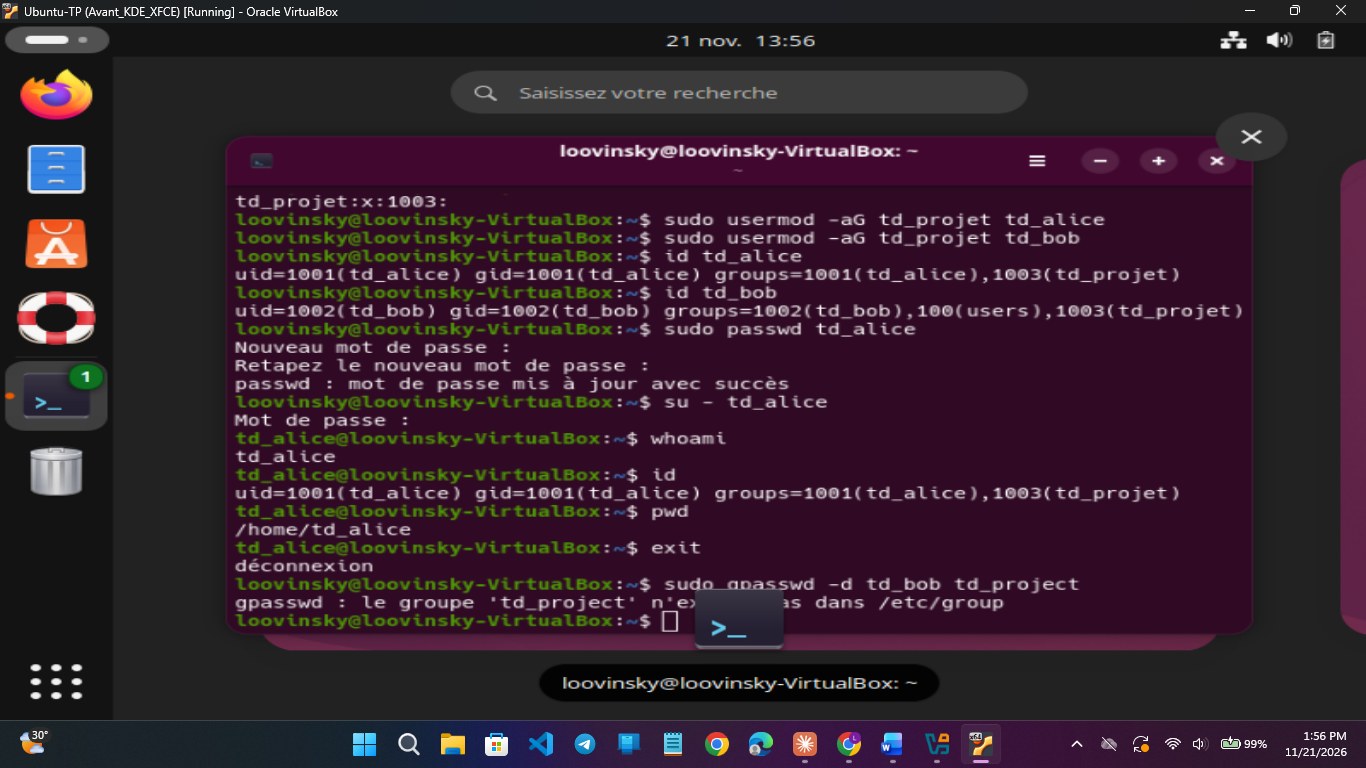 Ubuntu-TP (Avant_KDE_XFCE) [Running] - Oracle VirtualBox
21 nov. 13:56
Saisissez votre recherche
loovinsky@loovinsky-VirtualBox: ~
~
td_projet:x:1003:
loovinsky@loovinsky-VirtualBox:~$ sudo usermod -aG td_projet td_alice
loovinsky@loovinsky-VirtualBox:~$ sudo usermod -aG td_projet td_bob
loovinsky@loovinsky-VirtualBox:~$ id td_alice
uid=1001(td_alice) gid=1001(td_alice) groups=1001(td_alice),1003(td_projet)
loovinsky@loovinsky-VirtualBox:~$ id td_bob
uid=1002(td_bob) gid=1002(td_bob) groups=1002(td_bob),100(users),1003(td_projet)
loovinsky@loovinsky-VirtualBox:~$ sudo passwd td_alice
Nouveau mot de passe :
Retapez le nouveau mot de passe :
passwd : mot de passe mis à jour avec succès
loovinsky@loovinsky-VirtualBox:~$ su - td_alice
Mot de passe :
td_alice@loovinsky-VirtualBox:~$ whoami
td_alice
td_alice@loovinsky-VirtualBox:~$ id
uid=1001(td_alice) gid=1001(td_alice) groups=1001(td_alice),1003(td_projet)
td_alice@loovinsky-VirtualBox:~$ pwd
/home/td_alice
td_alice@loovinsky-VirtualBox:~$ exit
déconnexion
loovinsky@loovinsky-VirtualBox:~$ sudo gpasswd -d td_bob td_project
gpasswd : le groupe 'td_project' dans /etc/group
loovinsky@loovinsky-VirtualBox:~$
1
loovinsky@loovinsky-VirtualBox: ~
30°
99%
1:56 PM
11/21/2026